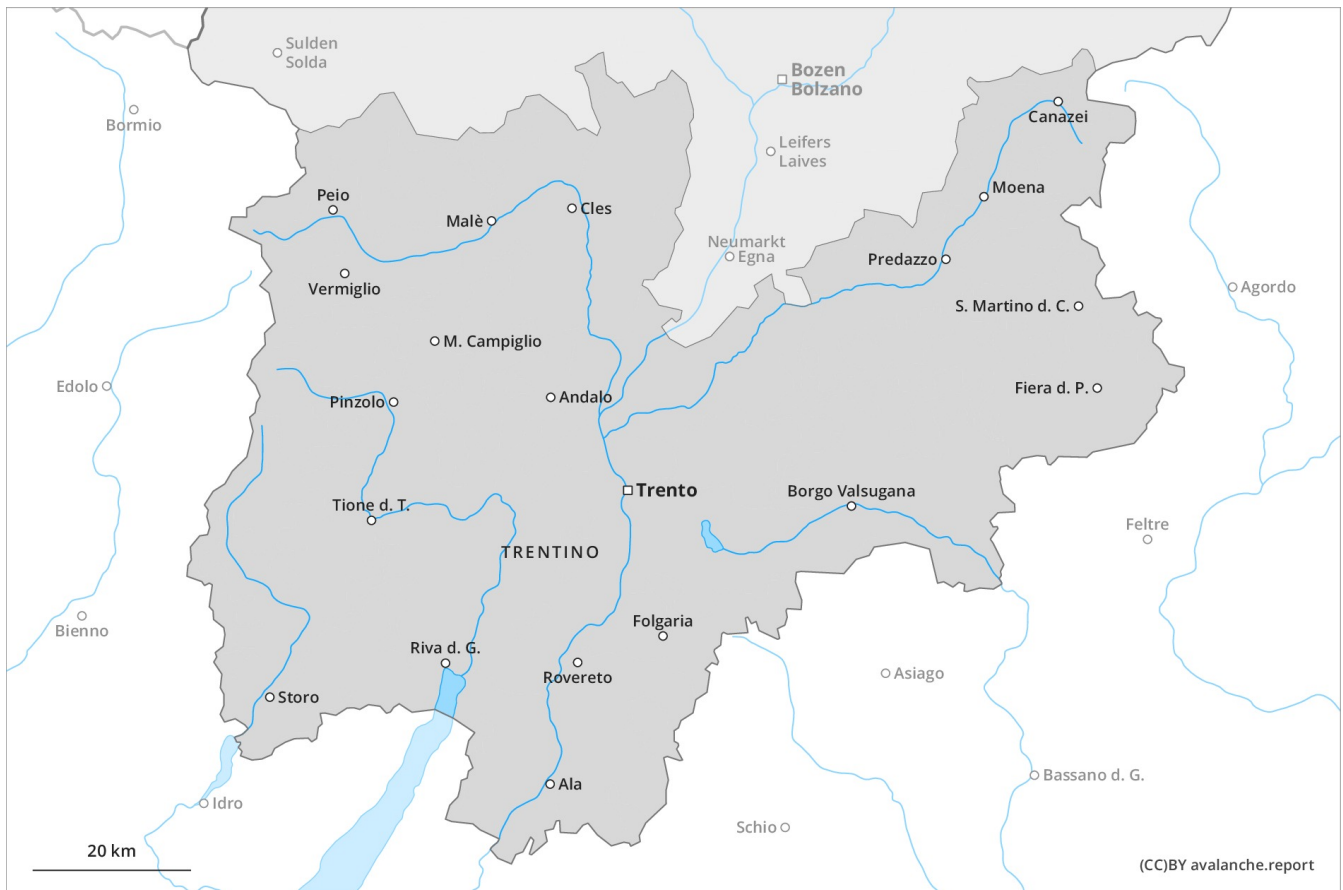 Sulden
Solda
Bozen
Bolzano
Bormio
Canazei
Leifers
Laives
Moena
Peio
Malè
Cles
Neumarkt
Egna
Predazzo
Vermiglio
Agordo
S. Martino d. C.
M. Campiglio
Edolo
Fiera d. P.
Pinzolo
Andalo
Trento
Borgo Valsugana
Tione d. T.
Feltre
TRENTINO
Folgaria
Bienno
Riva d. G.
Rovereto
Asiago
Storo
Bassano d. G.
Ala
Idro
Schio
20 km
(CC)BY avalanche.report